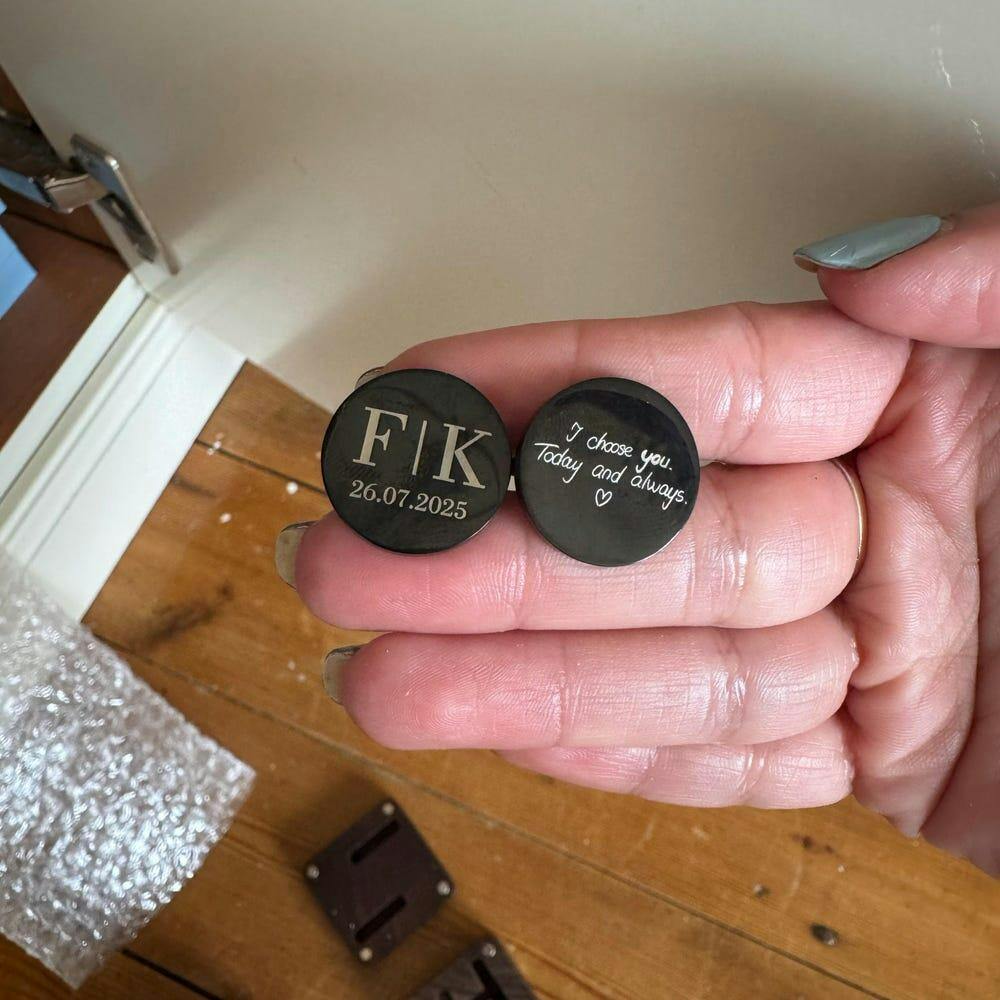 F|K
26.07.2025
I choose you.
Today and always.
♡